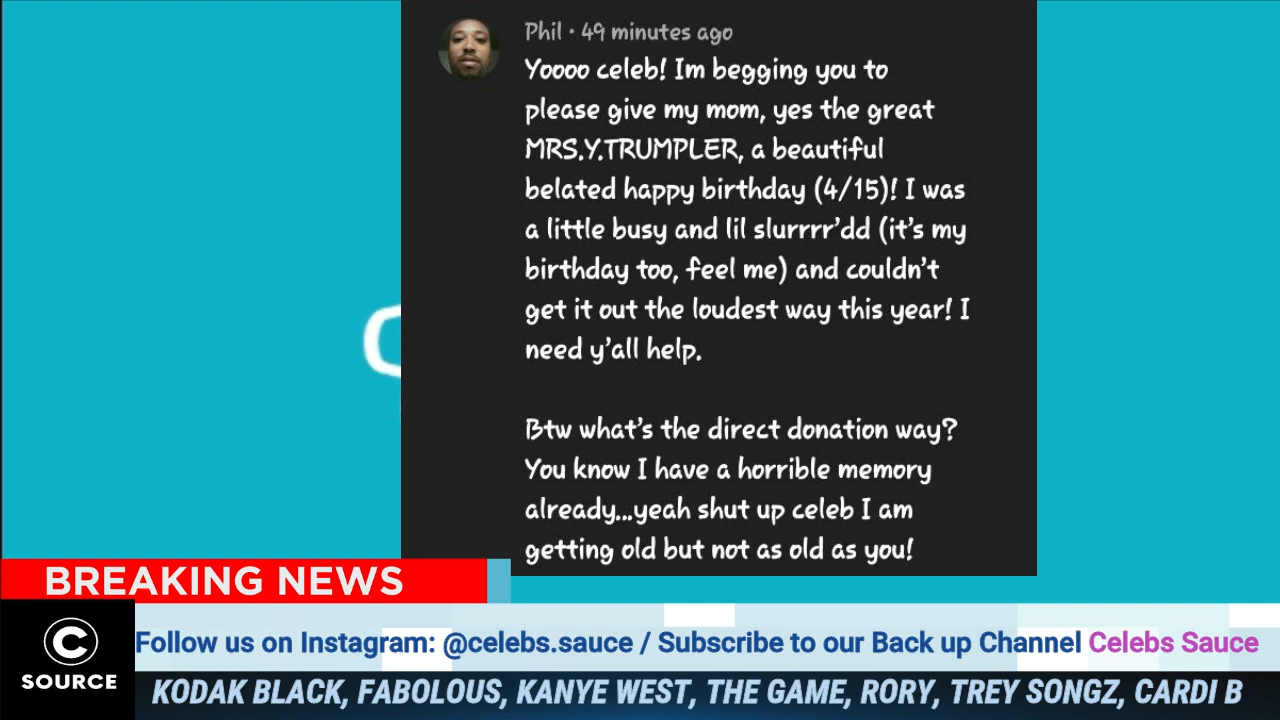 Phil • 49 minutes ago
Yoooo celeb! Im begging you to
please give my mom, yes the great
MRS.Y.TRUMPLER, a beautiful
belated happy birthday (4/15)! I was
a little busy and lil slurrrr'dd (it's my
birthday too, feel me) and couldn't
get it out the loudest way this year! I
need y'all help.
Btw what's the direct donation way?
You know I have a horrible memory
already...yeah shut up celeb I am
getting old but not as old as you!
BREAKING NEWS
C
SOURCE
Follow us on Instagram: @celebs.sauce / Subscribe to our Back up Channel Celebs Sauce
KODAK BLACK, FABOLOUS, KANYE WEST, THE GAME, RORY, TREY SONGZ, CARDI B